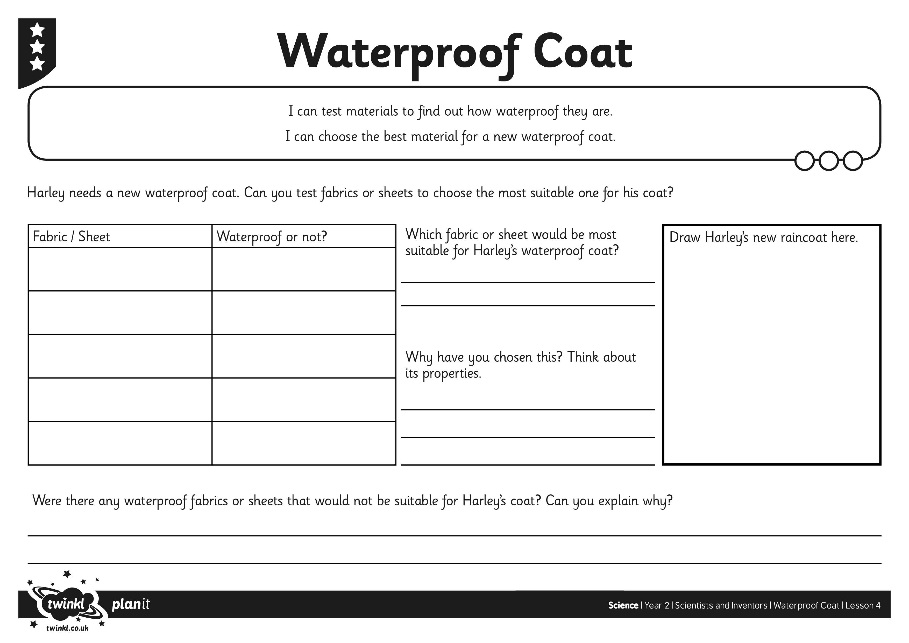 Waterproof Coat
I can test materials to find out how waterproof they are.
I can choose the best material for a new waterproof coat.
Harley needs a new waterproof coat. Can you test fabrics or sheets to choose the most suitable one for his coat?
Fabric / Sheet
Waterproof or not?
Which fabric or sheet would be most
suitable for Harley's waterproof coat?
Why have you chosen this? Think about
its properties.
Draw Harley's new raincoat here.
Were there any waterproof fabrics or sheets that would not be suitable for Harley's coat? Can you explain why?
twinkl planit
twinkl.co.uk
Science | Year 2 | Scientists and Inventors | Waterproof Coat | Lesson 4